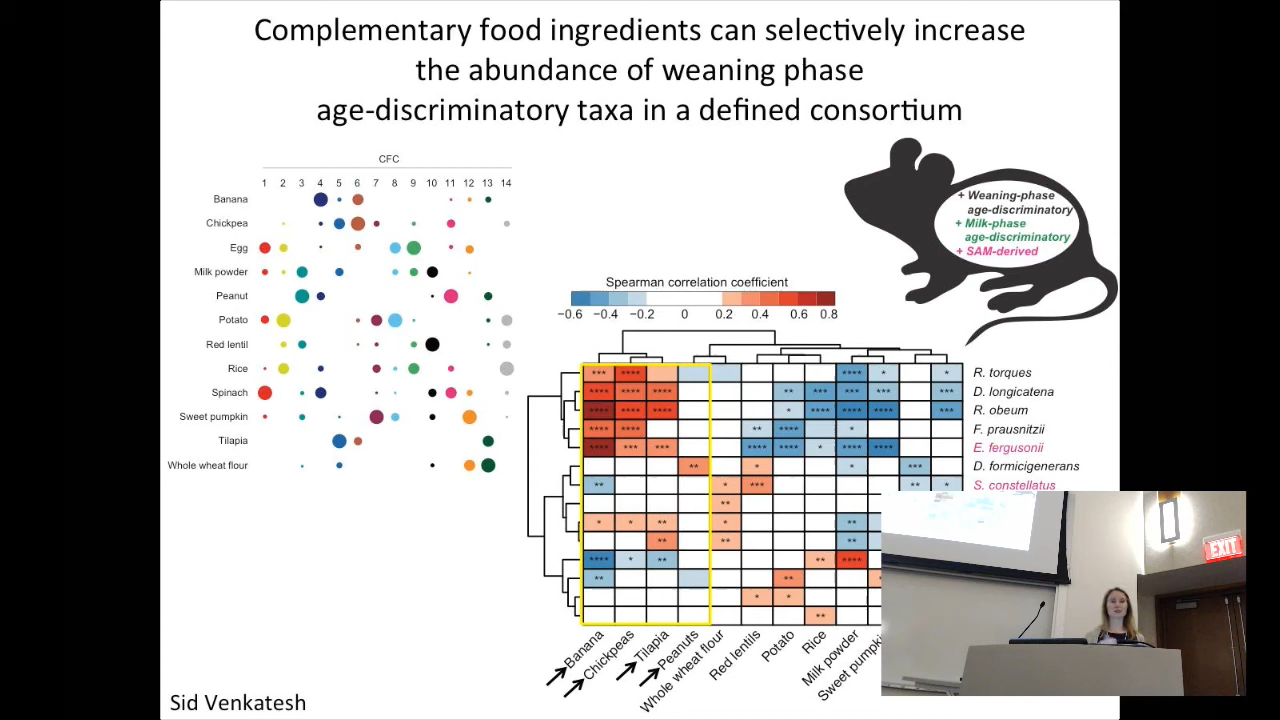 Complementary food ingredients can selectively increase
the abundance of weaning phase
age-discriminatory taxa in a defined consortium
CFC
1 2 3 4 5 6 7 8 9 10 11 12 13 14
Banana
Chickpea
Egg
Milk powder
Peanut
Potato
Red lentil
Rice
Spinach
Sweet pumpkin
Tilapia
Whole wheat flour
+ Weaning-phase
age-discriminatory
+ Milk-phase
age-discriminatory
+ SAM-derived
Spearman correlation coefficient
−0.6 −0.4 −0.2 0 0.2 0.4 0.6 0.8
*** **** **** * * R. torques
**** **** **** ** *** *** *** *** D. longicatena
**** **** **** * **** **** **** *** R. obeum
**** **** ** **** * F. prausnitzii
**** *** *** **** **** * **** **** E. fergusonii
** * * *** D. formicigenerans
** * *** ** * S. constellatus
**
* * ** * **
** ** **
**** * ** ** ****
** ** *
* *
**
Banana
Chickpeas
Tilapia
Peanuts
Whole wheat flour
Red lentils
Potato
Rice
Milk powder
Sweet
EXIT
Sid Venkatesh